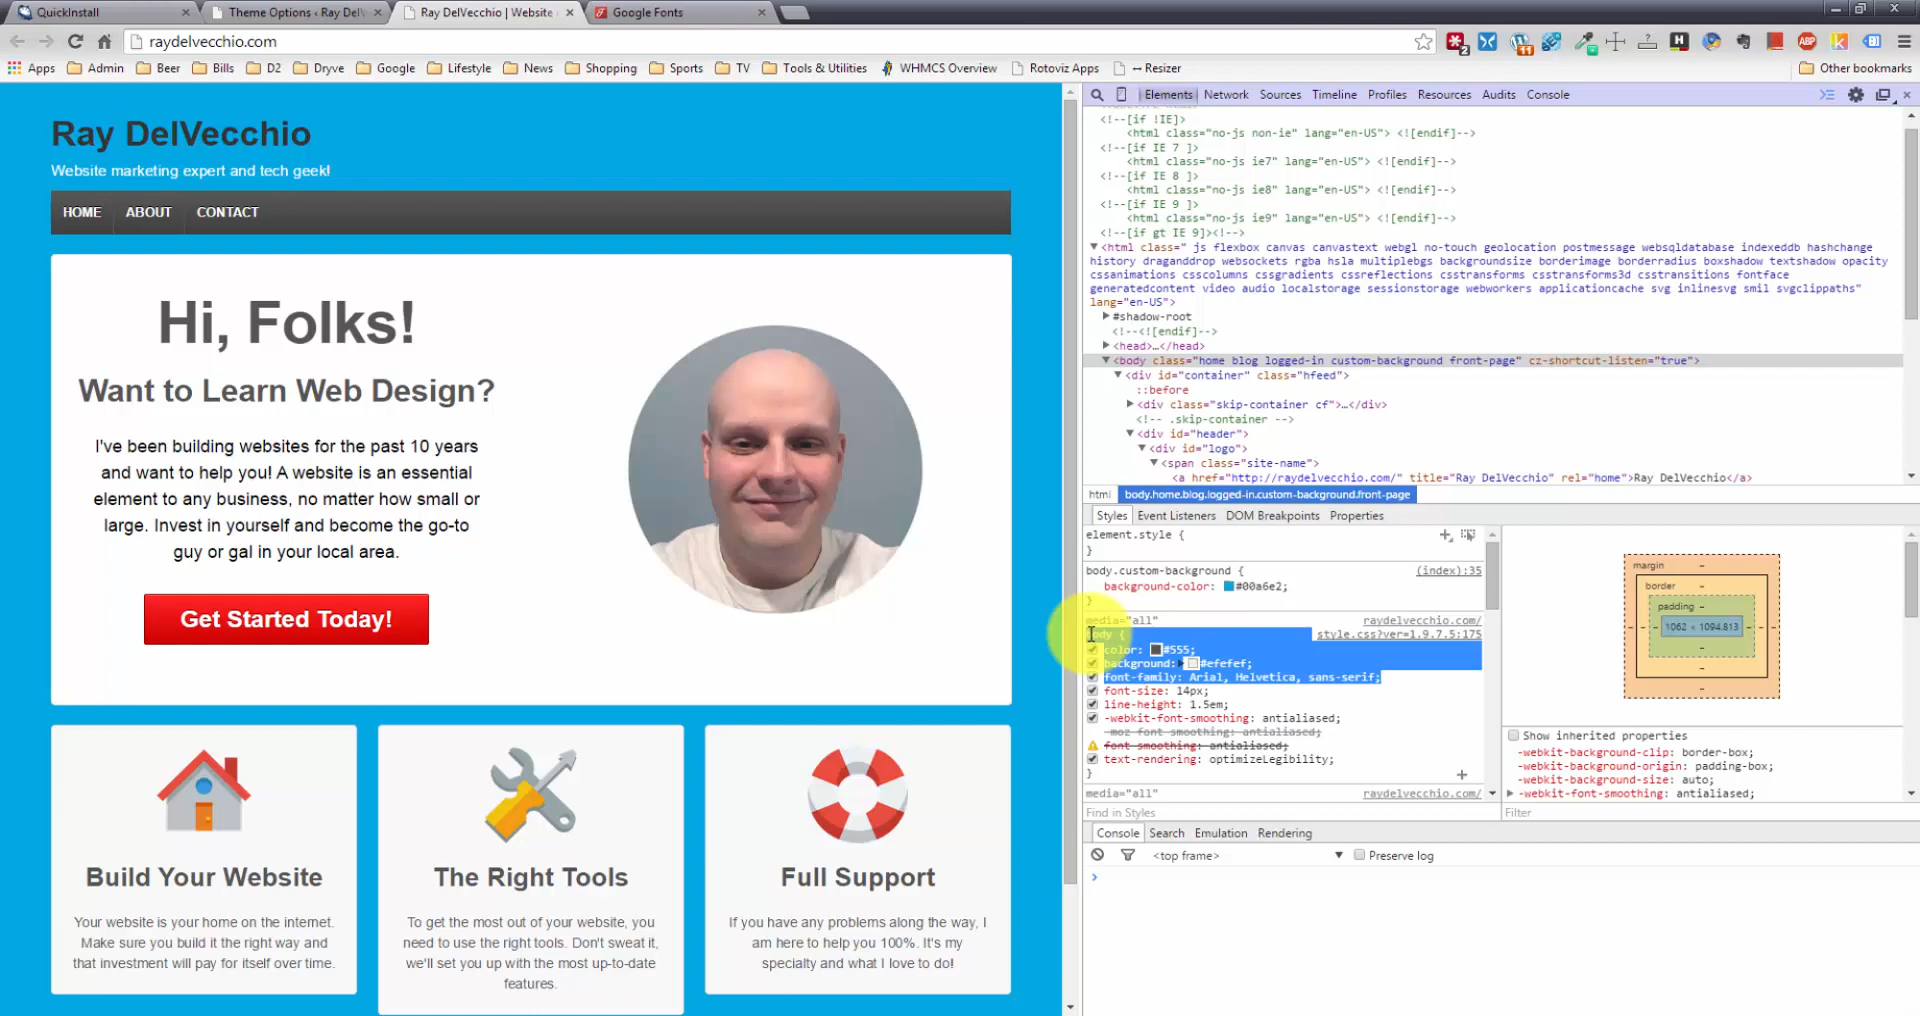 QuickInstall
Theme Options ‹ Ray Del
Ray DelVecchio | Website
Google Fonts
raydelvecchio.com
Apps Admin Beer Bills D2 Dryve Google Lifestyle News Shopping Sports TV Tools & Utilities WHMCS Overview Rotoviz Apps ↔ Resizer Other bookmarks
Ray DelVecchio
Website marketing expert and tech geek!
HOME ABOUT CONTACT
Hi, Folks!
Want to Learn Web Design?
I've been building websites for the past 10 years
and want to help you! A website is an essential
element to any business, no matter how small or
large. Invest in yourself and become the go-to
guy or gal in your local area.
Get Started Today!
Build Your Website
Your website is your home on the internet.
Make sure you build it the right way and
that investment will pay for itself over time.
The Right Tools
To get the most out of your website, you
need to use the right tools. Don't sweat it,
we'll set you up with the most up-to-date
features.
Full Support
If you have any problems along the way, I
am here to help you 100%. It's my
specialty and what I love to do!
Elements Network Sources Timeline Profiles Resources Audits Console
<!--[if !IE]>
<html class="no-js non-ie" lang="en-US"> <![endif]-->
<!--[if IE 7 ]>
<html class="no-js ie7" lang="en-US"> <![endif]-->
<!--[if IE 8 ]>
<html class="no-js ie8" lang="en-US"> <![endif]-->
<!--[if IE 9 ]>
<html class="no-js ie9" lang="en-US"> <![endif]-->
<!--[if gt IE 9]><!-->
<html class=" js flexbox canvas canvastext webgl no-touch geolocation postmessage websqldatabase indexeddb hashchange
history draganddrop websockets rgba hsla multiplebgs backgroundsize borderimage borderradius boxshadow textshadow opacity
cssanimations csscolumns cssgradients cssreflections csstransforms csstransforms3d csstransitions fontface
generatedcontent video audio localstorage sessionstorage webworkers applicationcache svg inlinesvg smil svgclippaths"
lang="en-US">
#shadow-root
<!--<![endif]-->
<head>…</head>
<body class="home blog logged-in custom-background front-page" cz-shortcut-listen="true">
<div id="container" class="hfeed">
::before
<div class="skip-container cf">…</div>
<!-- .skip-container -->
<div id="header">
<div id="logo">
<span class="site-name">
<a href="http://raydelvecchio.com/" title="Ray DelVecchio" rel="home">Ray DelVecchio</a>
html body.home.blog.logged-in.custom-background.front-page
Styles Event Listeners DOM Breakpoints Properties
element.style {
}
body.custom-background { (index):35
background-color: #00a6e2;
}
media="all" raydelvecchio.com/
body { style.css?ver=1.9.7.5:175
color: #555;
background: #efefef;
font-family: Arial, Helvetica, sans-serif;
font-size: 14px;
line-height: 1.5em;
-webkit-font-smoothing: antialiased;
-moz-font-smoothing: antialiased;
font-smoothing: antialiased;
text-rendering: optimizeLegibility;
}
media="all" raydelvecchio.com/
Find in Styles
margin -
border -
padding -
1062 × 1094.813
Show inherited properties
-webkit-background-clip: border-box;
-webkit-background-origin: padding-box;
-webkit-background-size: auto;
-webkit-font-smoothing: antialiased;
Filter
Console Search Emulation Rendering
<top frame> Preserve log